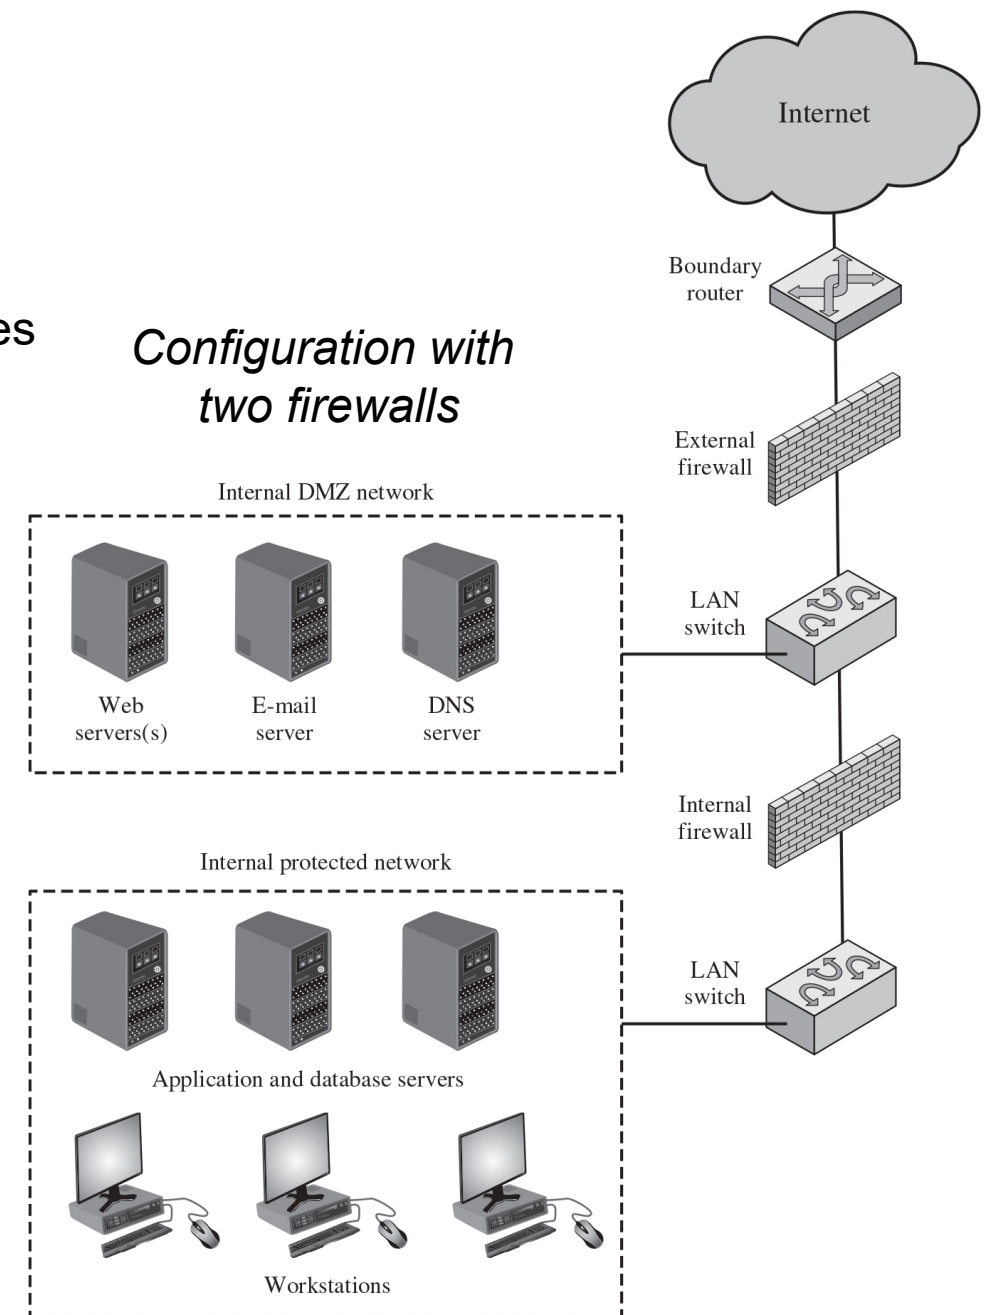 Internet
Boundary
router
es
Configuration with
two firewalls
External
firewall
Internal DMZ network
LAN
switch
Web
servers(s)
E-mail
server
DNS
server
Internal
firewall
Internal protected network
LAN
switch
Application and database servers
Workstations